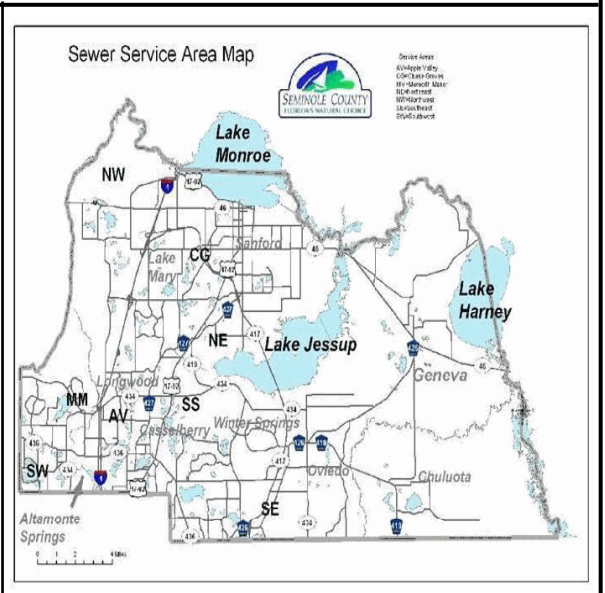 Sewer Service Area Map
SEMINOLE COUNTY
FLORIDA'S NATURAL CHOICE
Service Areas
AV=Apple Valley
CG=Chase Groves
MM=Meredith Manor
NE=Northeast
NW=Northwest
SE=Southeast
SW=Southwest
Lake
Monroe
NW
4
17-92
46
Sanford
46
CG
Lake
Mary
17-92
Lake
Harney
427
417
NE
Lake Jessup
427
419
426
46
Geneva
Longwood
17-92
434
MM
434
427
SS
434
AV
Winter Springs
Casselberry
436
436
426
419
417
SW
434
Oviedo
Chuluota
4
17-92
SE
Altamonte
Springs
436
426
434
419
0 1 2 4 Miles